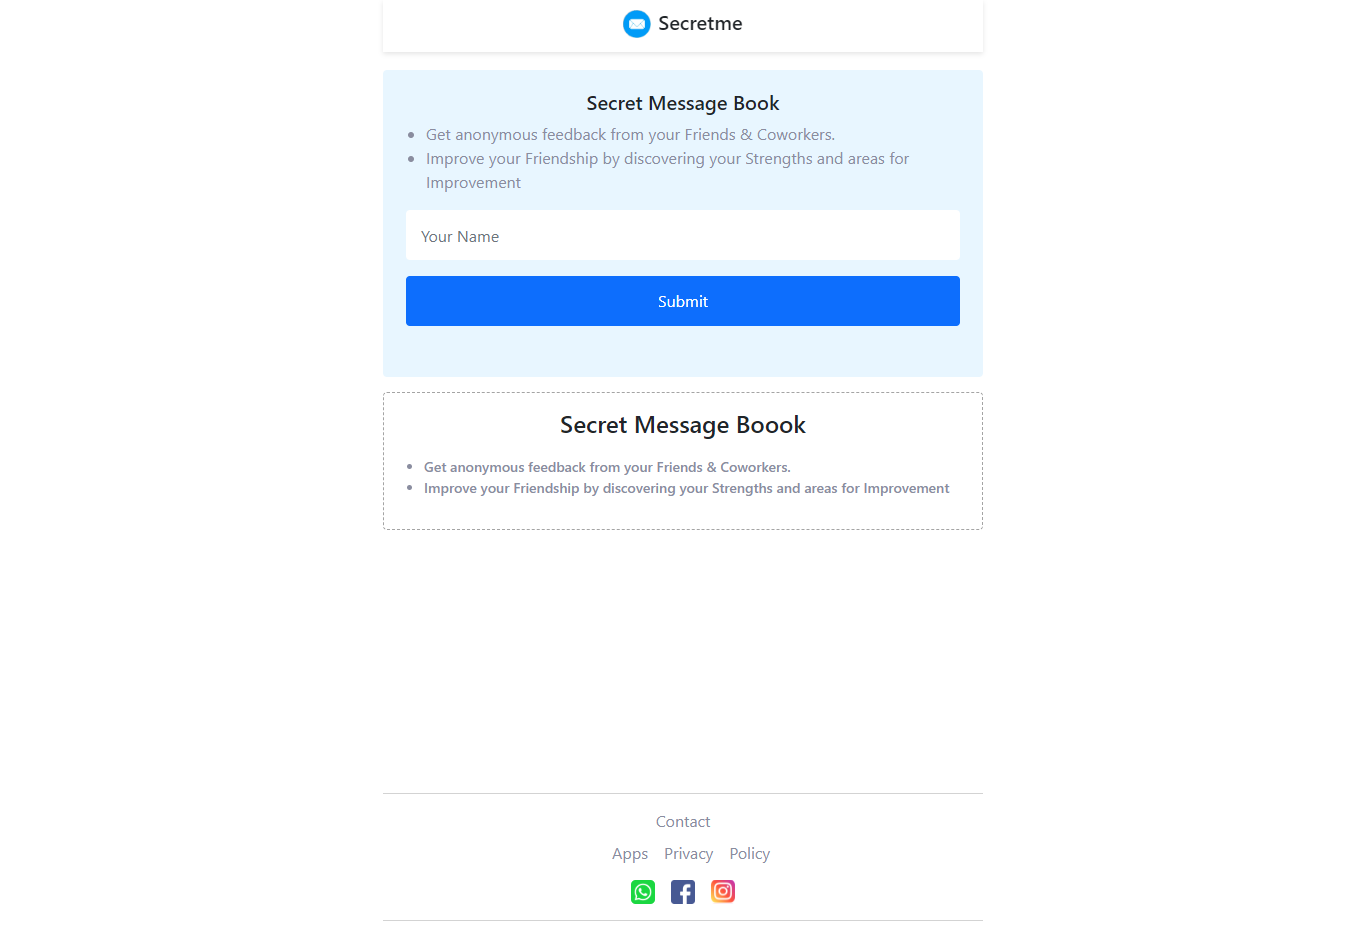 Secretme
Secret Message Book
Get anonymous feedback from your Friends & Coworkers.
Improve your Friendship by discovering your Strengths and areas for
Improvement
Your Name
Submit
Secret Message Boook
Get anonymous feedback from your Friends & Coworkers.
Improve your Friendship by discovering your Strengths and areas for Improvement
Contact
Apps Privacy Policy